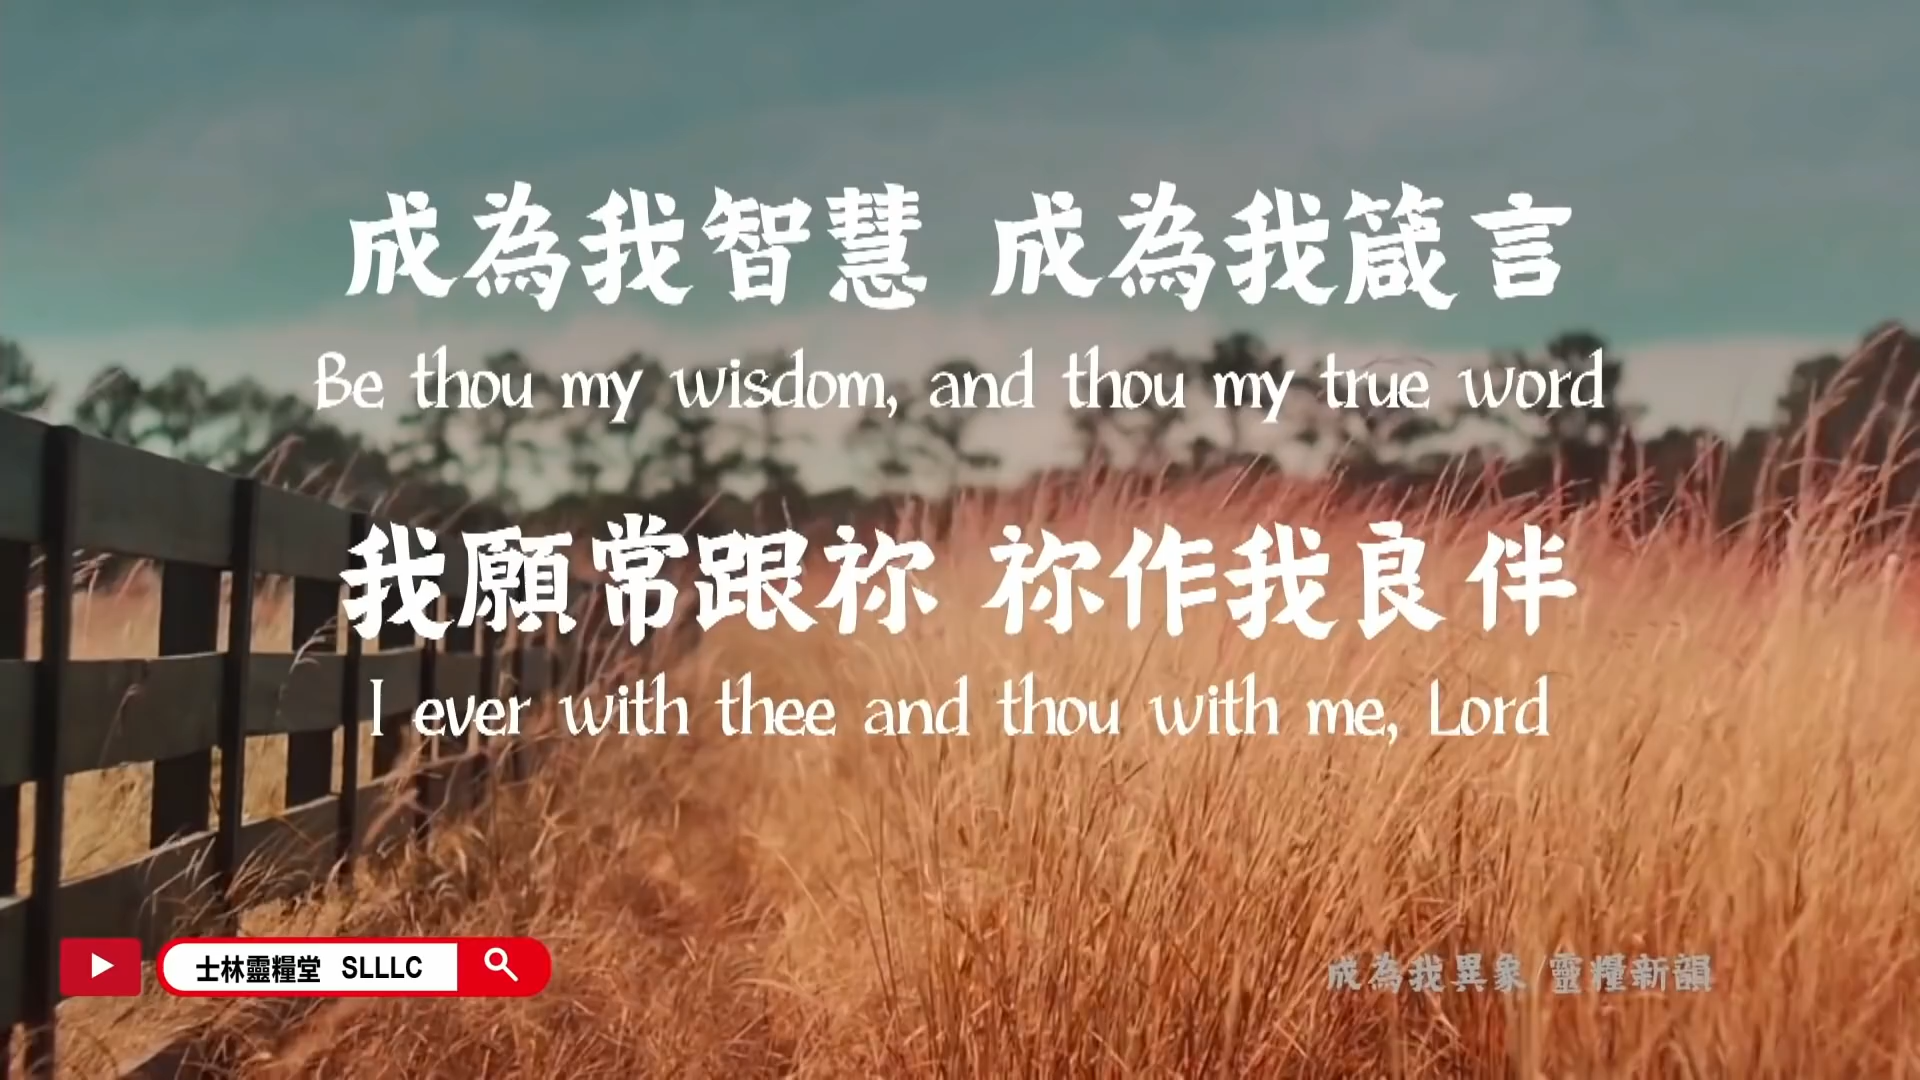 成為我智慧 成為我箴言
Be thou my wisdom, and thou my true word
我願常跟祢 祢作我良伴
I ever with thee and thou with me, Lord
士林靈糧堂 SLLLC
成為我異象/靈糧新韻